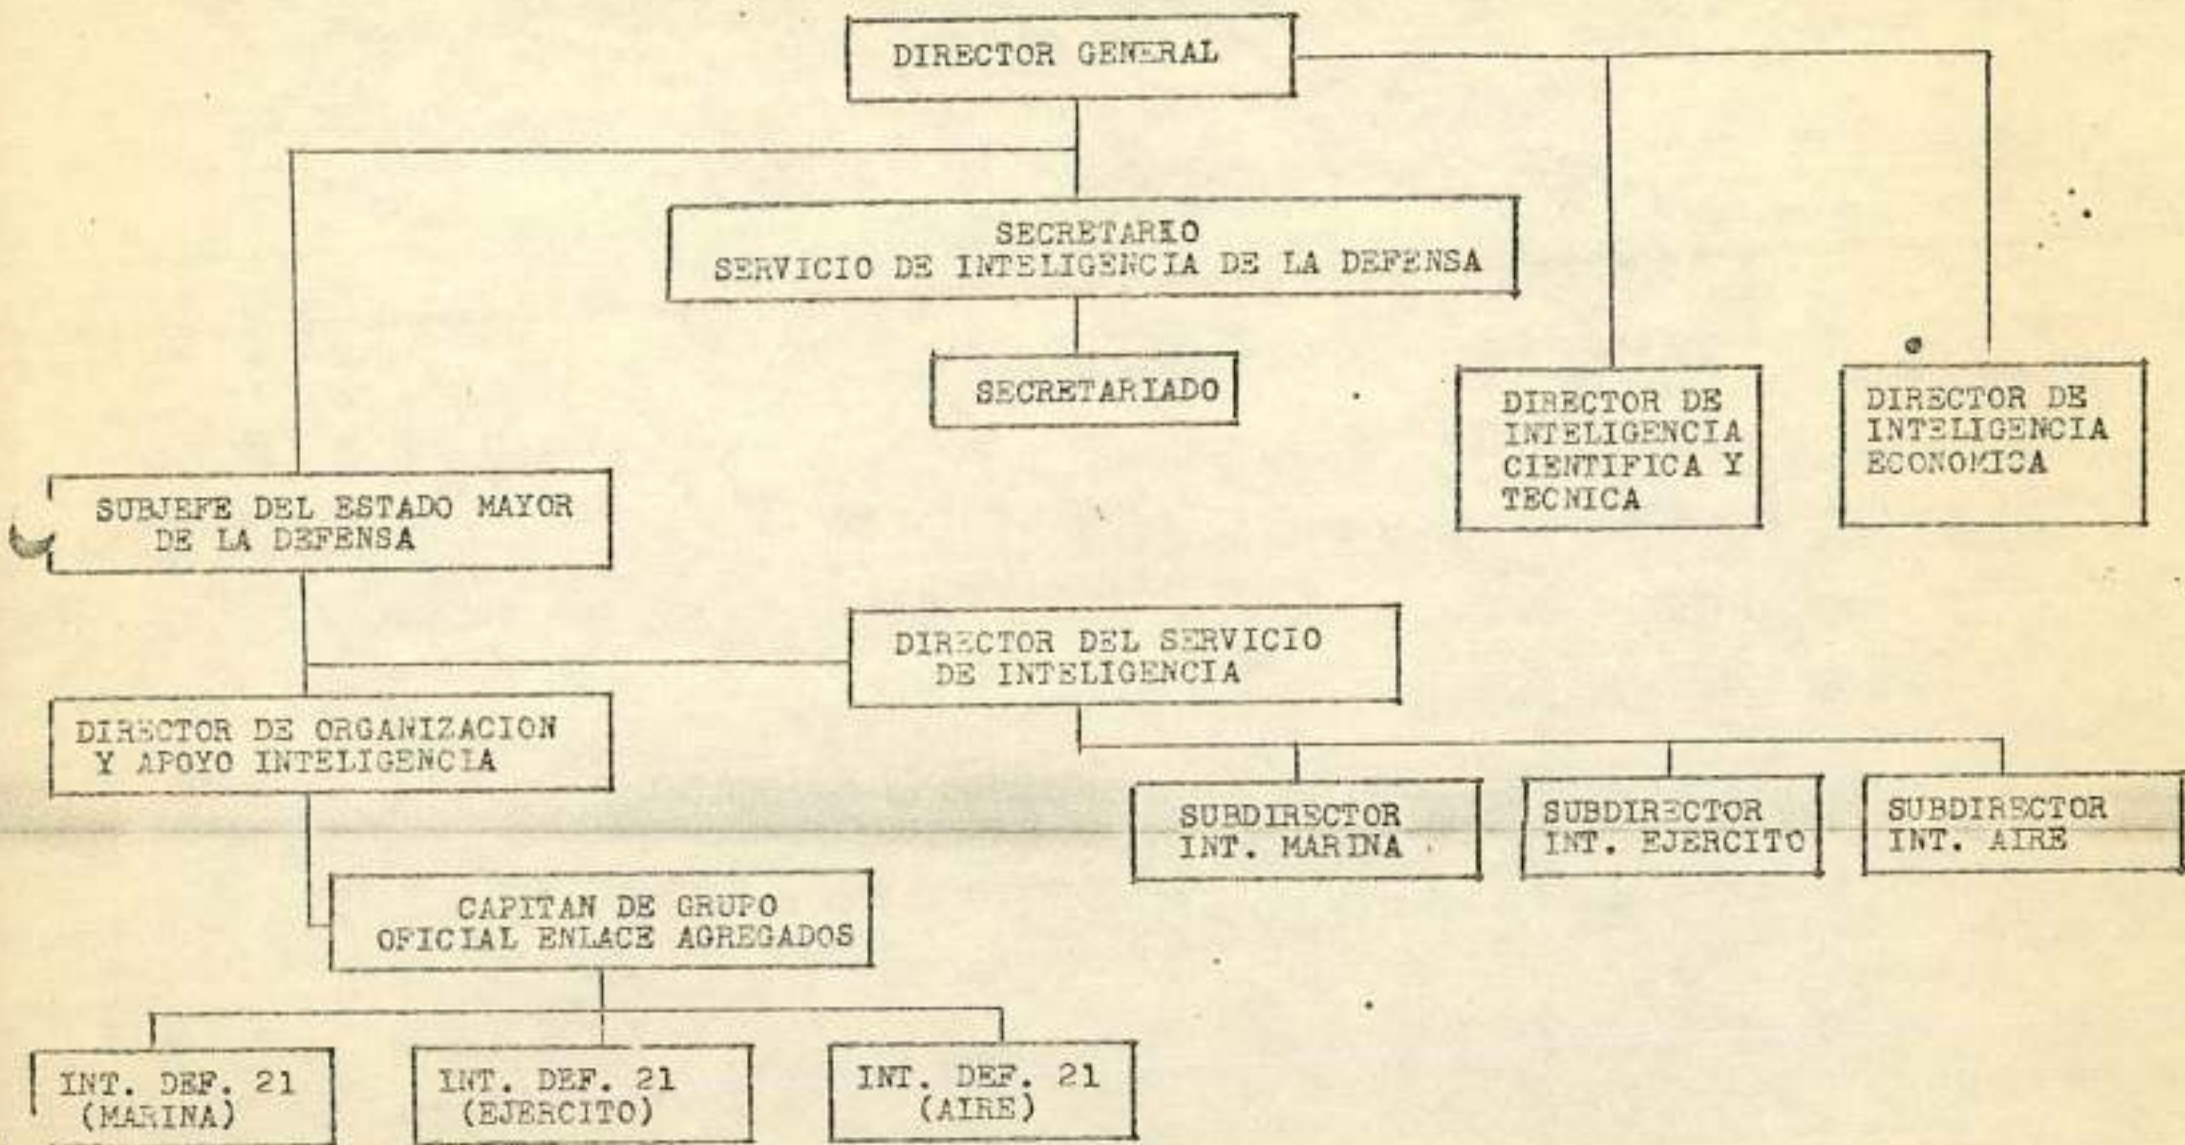 DIRECTOR GENERAL
SECRETARIO
SERVICIO DE INTELIGENCIA DE LA DEFENSA
SECRETARIADO
DIRECTOR DE
INTELIGENCIA
CIENTIFICA Y
TECNICA
DIRECTOR DE
INTELIGENCIA
ECONOMICA
SUBJEFE DEL ESTADO MAYOR
DE LA DEFENSA
DIRECTOR DEL SERVICIO
DE INTELIGENCIA
DIRECTOR DE ORGANIZACION
Y APOYO INTELIGENCIA
SUBDIRECTOR
INT. MARINA
SUBDIRECTOR
INT. EJERCITO
SUBDIRECTOR
INT. AIRE
CAPITAN DE GRUPO
OFICIAL ENLACE AGREGADOS
INT. DEF. 21
(MARINA)
INT. DEF. 21
(EJERCITO)
INT. DEF. 21
(AIRE)